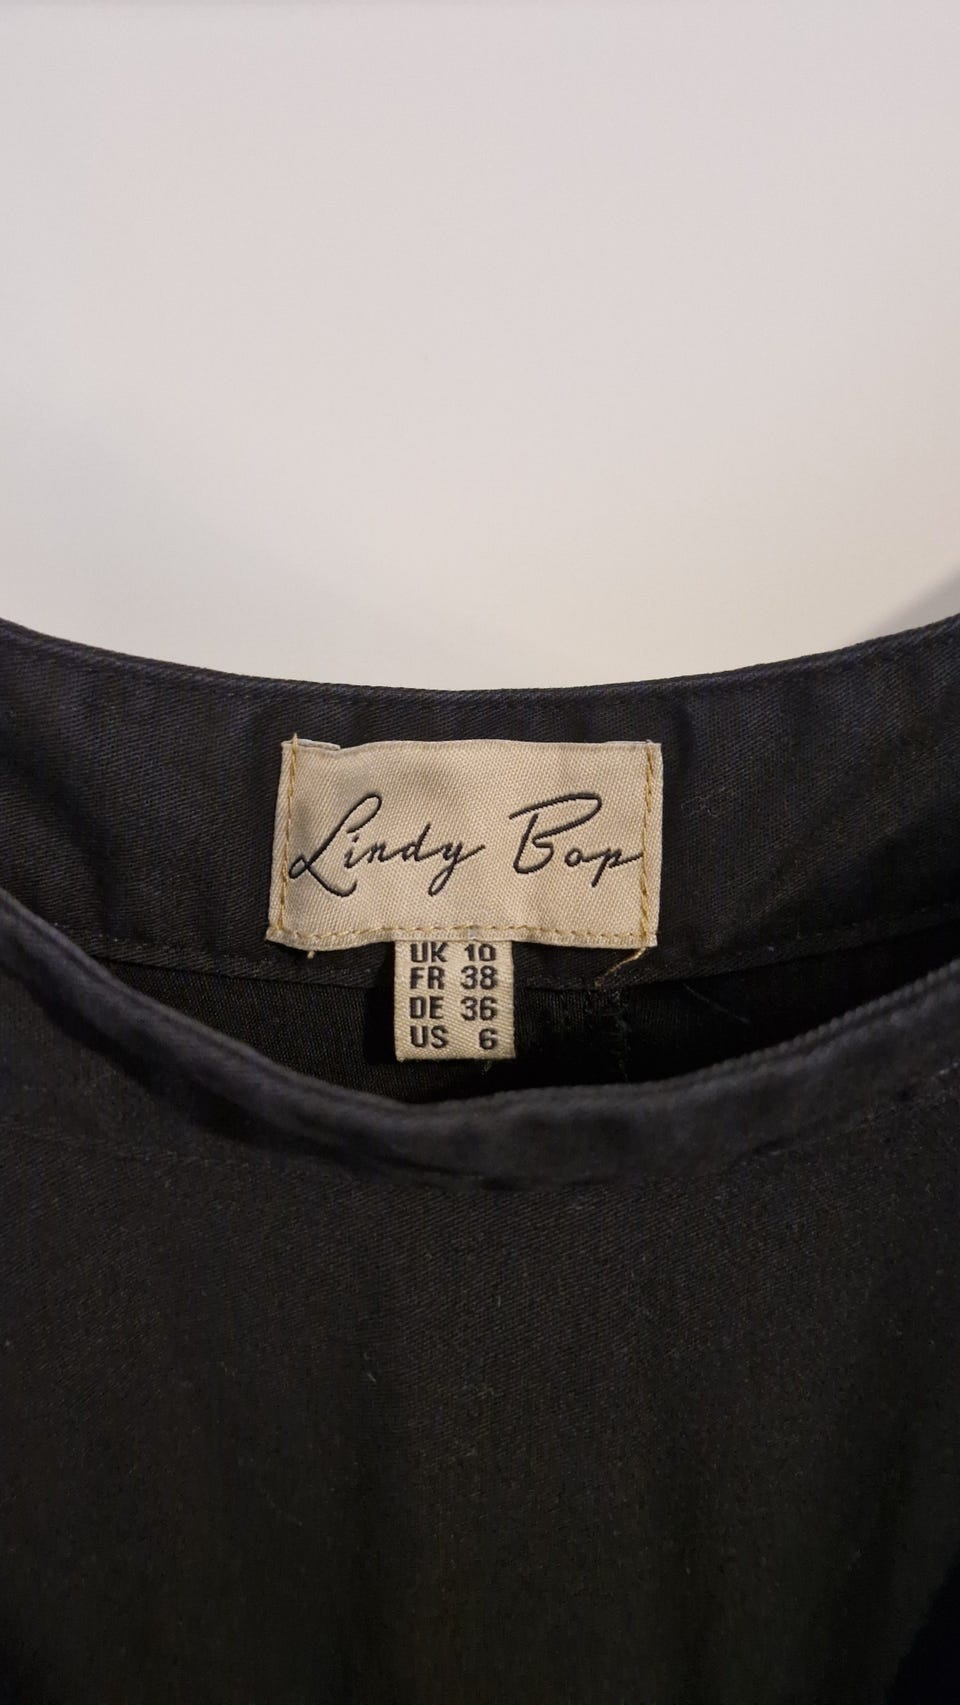 Lindy Bop
UK 10
FR 38
DE 36
US 6